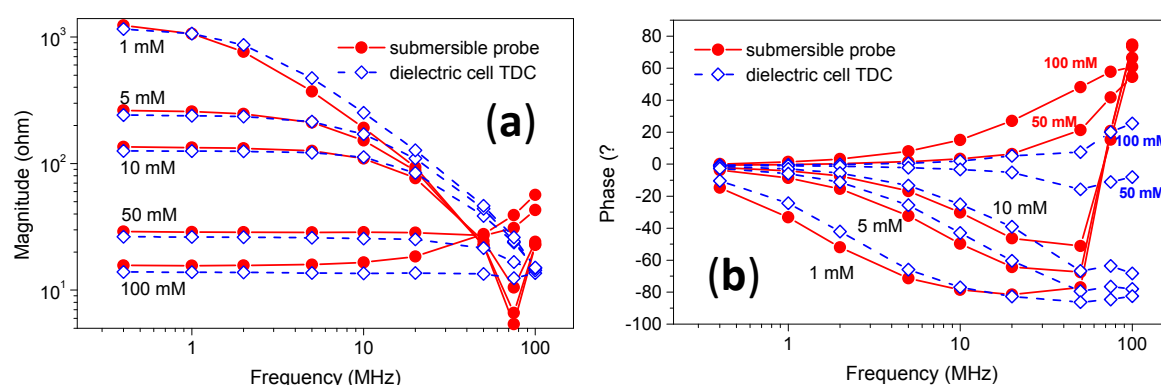 10³
10²
10¹
Magnitude (ohm)
1 mM
5 mM
10 mM
50 mM
100 mM
submersible probe
dielectric cell TDC
(a)
1
10
100
Frequency (MHz)
80
60
40
20
0
-20
-40
-60
-80
-100
Phase (?
submersible probe
dielectric cell TDC
100 mM
50 mM
100 mM
50 mM
10 mM
5 mM
1 mM
(b)
1
10
100
Frequency (MHz)